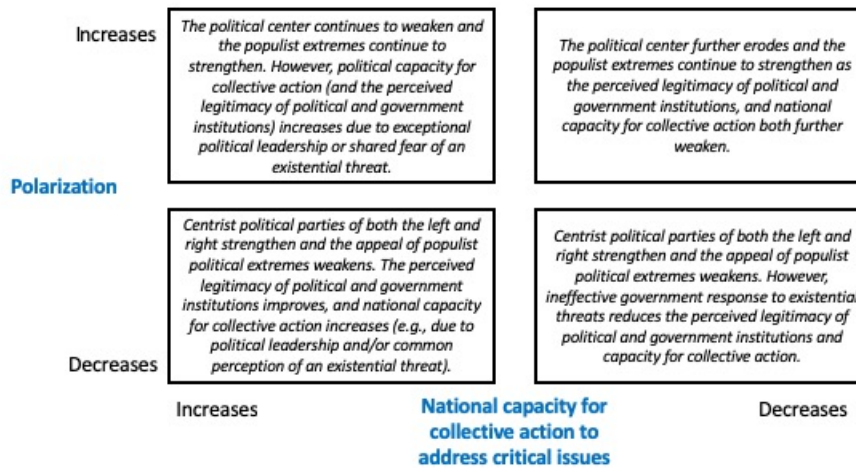 Increases
The political center continues to weaken and
the populist extremes continue to
strengthen. However, political capacity for
collective action (and the perceived
legitimacy of political and government
institutions) increases due to exceptional
political leadership or shared fear of an
existential threat.
The political center further erodes and the
populist extremes continue to strengthen as
the perceived legitimacy of political and
government institutions, and national
capacity for collective action both further
weaken.
Polarization
Centrist political parties of both the left and
right strengthen and the appeal of populist
political extremes weakens. The perceived
legitimacy of political and government
institutions improves, and national capacity
for collective action increases (e.g., due to
political leadership and/or common
perception of an existential threat).
Centrist political parties of both the left and
right strengthen and the appeal of populist
political extremes weakens. However,
ineffective government response to existential
threats reduces the perceived legitimacy of
political and government institutions and
capacity for collective action.
Decreases
Increases
National capacity for
collective action to
address critical issues
Decreases